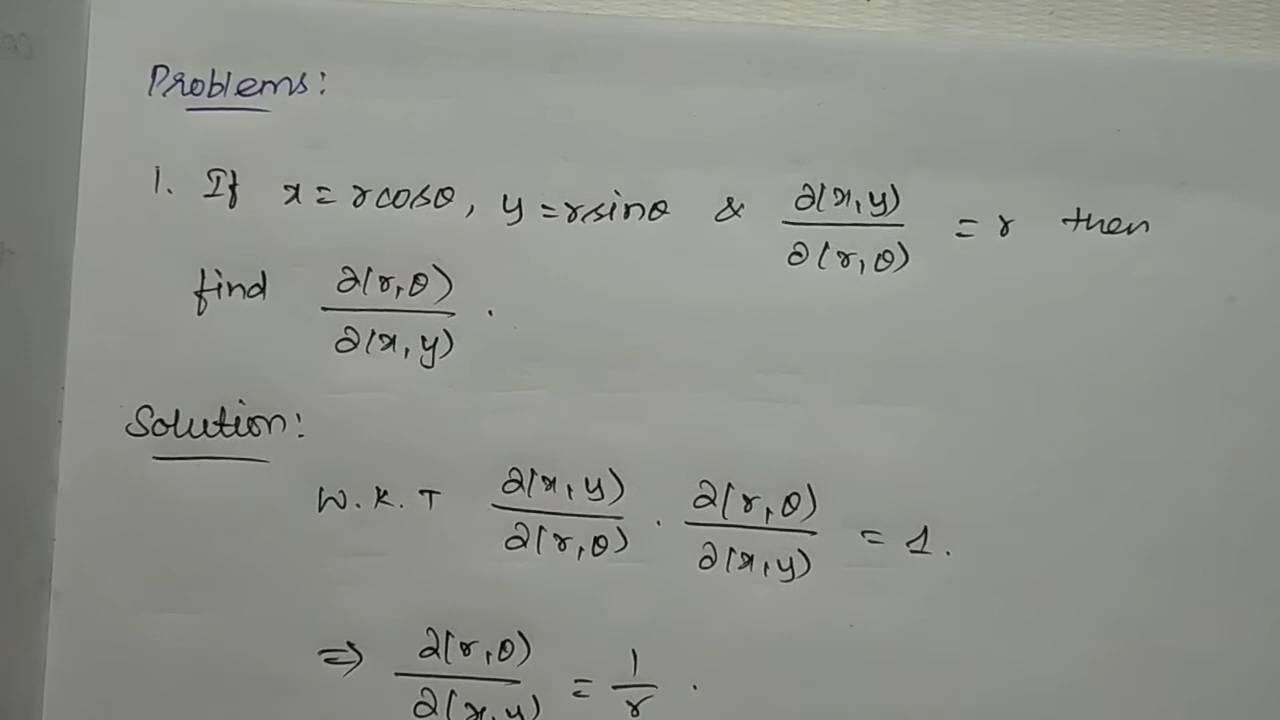 Problems:
1. If x = r cosθ, y = r sinθ & ∂(x, y)/∂(r, θ) = r then
find ∂(r, θ)/∂(x, y).
Solution:
W.K.T ∂(x, y)/∂(r, θ) . ∂(r, θ)/∂(x, y) = 1.
⇒ ∂(r, θ)/∂(x, y) = 1/r.